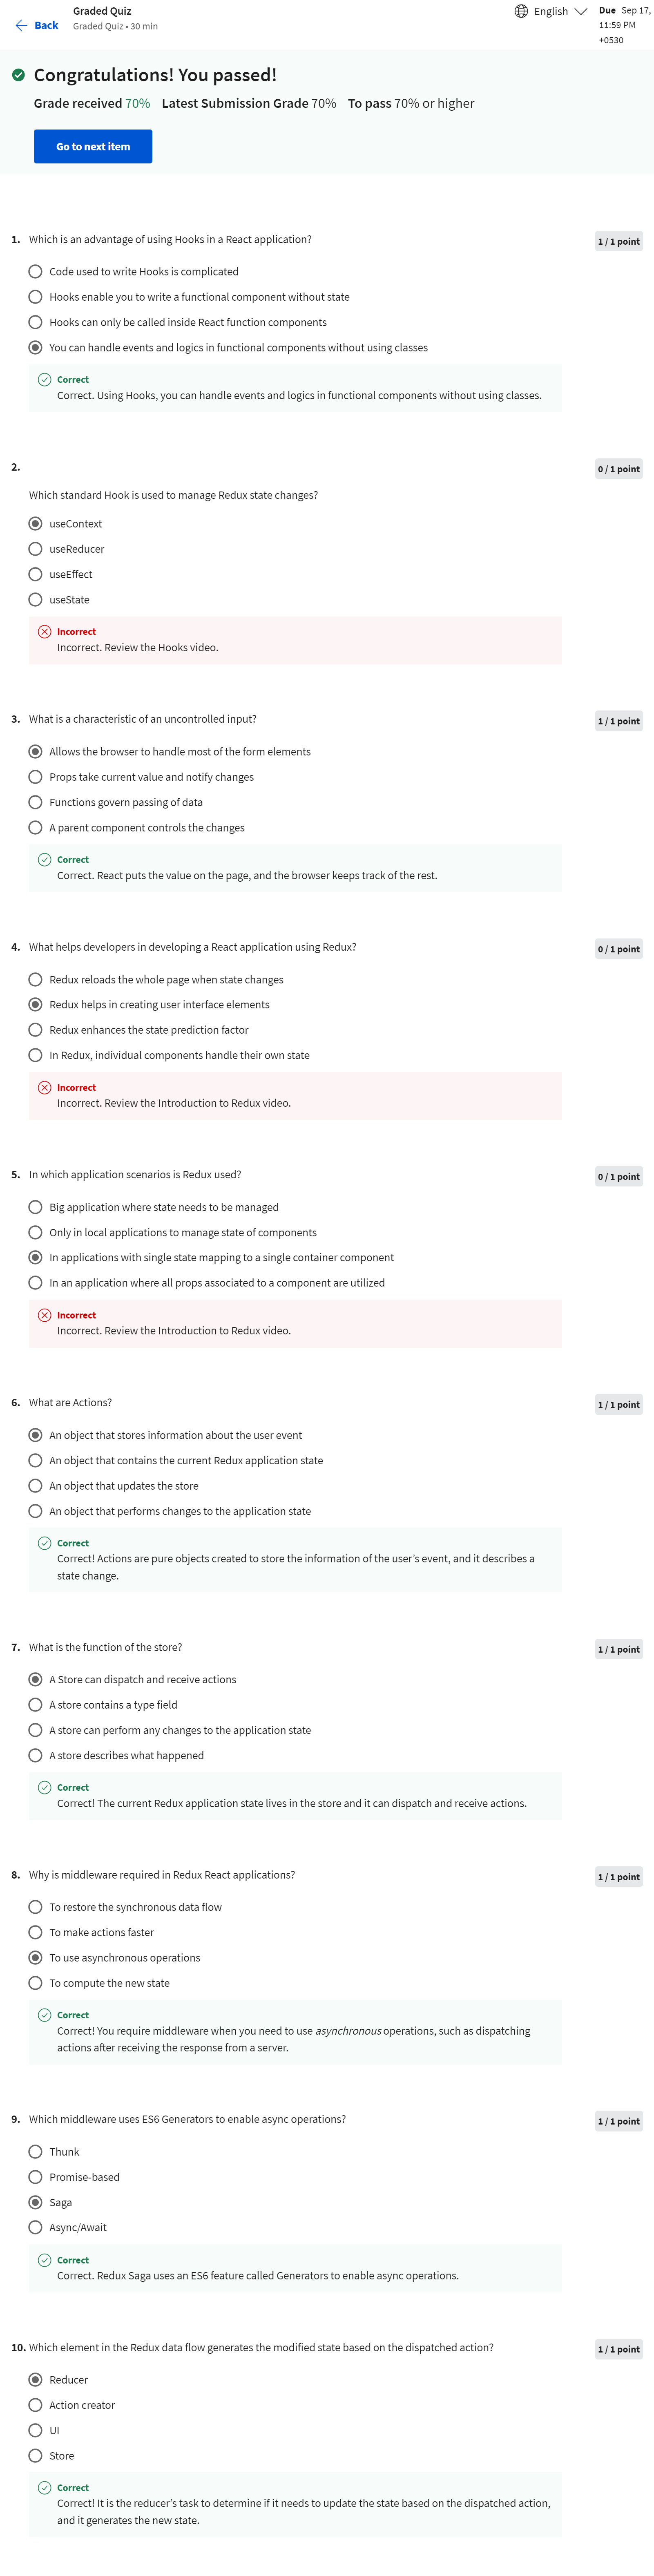 Back
Graded Quiz
Graded Quiz • 30 min
English
Due Sep 17,
11:59 PM
+0530
Congratulations! You passed!
Grade received 70% Latest Submission Grade 70% To pass 70% or higher
Go to next item
1. Which is an advantage of using Hooks in a React application?
1 / 1 point
Code used to write Hooks is complicated
Hooks enable you to write a functional component without state
Hooks can only be called inside React function components
You can handle events and logics in functional components without using classes
Correct
Correct. Using Hooks, you can handle events and logics in functional components without using classes.
2.
0 / 1 point
Which standard Hook is used to manage Redux state changes?
useContext
useReducer
useEffect
useState
Incorrect
Incorrect. Review the Hooks video.
3. What is a characteristic of an uncontrolled input?
1 / 1 point
Allows the browser to handle most of the form elements
Props take current value and notify changes
Functions govern passing of data
A parent component controls the changes
Correct
Correct. React puts the value on the page, and the browser keeps track of the rest.
4. What helps developers in developing a React application using Redux?
0 / 1 point
Redux reloads the whole page when state changes
Redux helps in creating user interface elements
Redux enhances the state prediction factor
In Redux, individual components handle their own state
Incorrect
Incorrect. Review the Introduction to Redux video.
5. In which application scenarios is Redux used?
0 / 1 point
Big application where state needs to be managed
Only in local applications to manage state of components
In applications with single state mapping to a single container component
In an application where all props associated to a component are utilized
Incorrect
Incorrect. Review the Introduction to Redux video.
6. What are Actions?
1 / 1 point
An object that stores information about the user event
An object that contains the current Redux application state
An object that updates the store
An object that performs changes to the application state
Correct
Correct! Actions are pure objects created to store the information of the user's event, and it describes a
state change.
7. What is the function of the store?
1 / 1 point
A Store can dispatch and receive actions
A store contains a type field
A store can perform any changes to the application state
A store describes what happened
Correct
Correct! The current Redux application state lives in the store and it can dispatch and receive actions.
8. Why is middleware required in Redux React applications?
1 / 1 point
To restore the synchronous data flow
To make actions faster
To use asynchronous operations
To compute the new state
Correct
Correct! You require middleware when you need to use asynchronous operations, such as dispatching
actions after receiving the response from a server.
9. Which middleware uses ES6 Generators to enable async operations?
1 / 1 point
Thunk
Promise-based
Saga
Async/Await
Correct
Correct. Redux Saga uses an ES6 feature called Generators to enable async operations.
10. Which element in the Redux data flow generates the modified state based on the dispatched action?
1 / 1 point
Reducer
Action creator
UI
Store
Correct
Correct! It is the reducer's task to determine if it needs to update the state based on the dispatched action,
and it generates the new state.